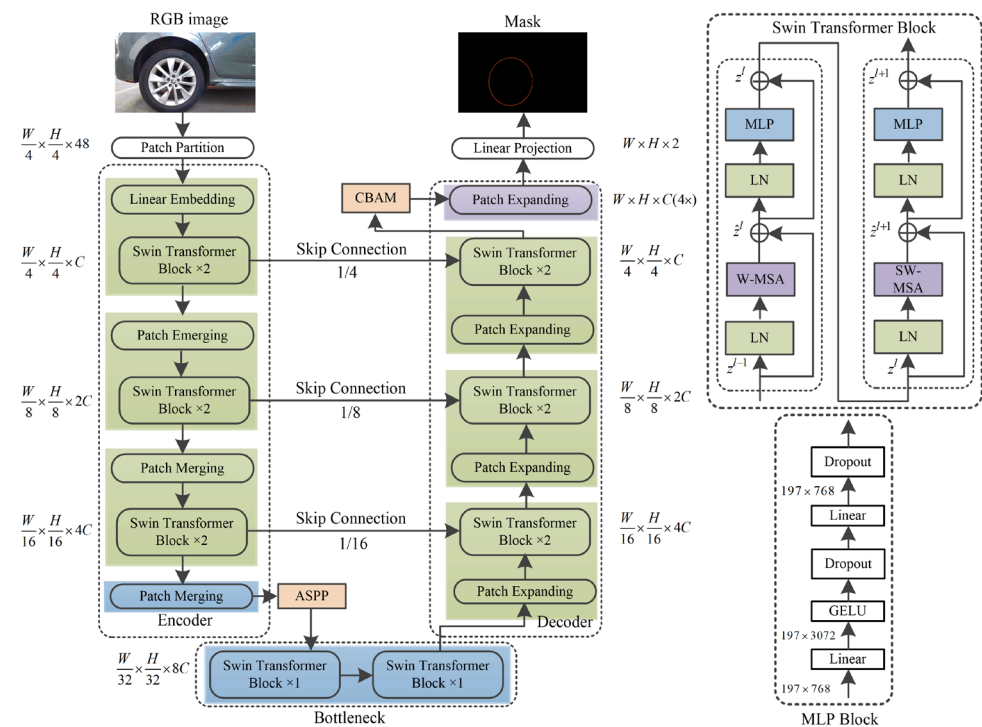 RGB image
Patch Partition
W/4 × H/4 × 48
Linear Embedding
Swin Transformer
Block ×2
W/4 × H/4 × C
Patch Emerging
Swin Transformer
Block ×2
W/8 × H/8 × 2C
Patch Merging
Swin Transformer
Block ×2
W/16 × H/16 × 4C
Patch Merging
Encoder
ASPP
W/32 × H/32 × 8C
Swin Transformer
Block ×1
Swin Transformer
Block ×1
Bottleneck
Skip Connection
1/4
Skip Connection
1/8
Skip Connection
1/16
Mask
Linear Projection
W × H × 2
CBAM
Patch Expanding
W × H × C(4×)
Swin Transformer
Block ×2
W/4 × H/4 × C
Patch Expanding
Swin Transformer
Block ×2
W/8 × H/8 × 2C
Patch Expanding
Swin Transformer
Block ×2
W/16 × H/16 × 4C
Patch Expanding
Decoder
Swin Transformer Block
z^l
MLP
LN
ẑ^l
W-MSA
LN
z^{l-1}
z^{l+1}
MLP
LN
ẑ^{l+1}
SW-
MSA
LN
z^l
Dropout
197×768
Linear
Dropout
GELU
197×3072
Linear
197×768
MLP Block